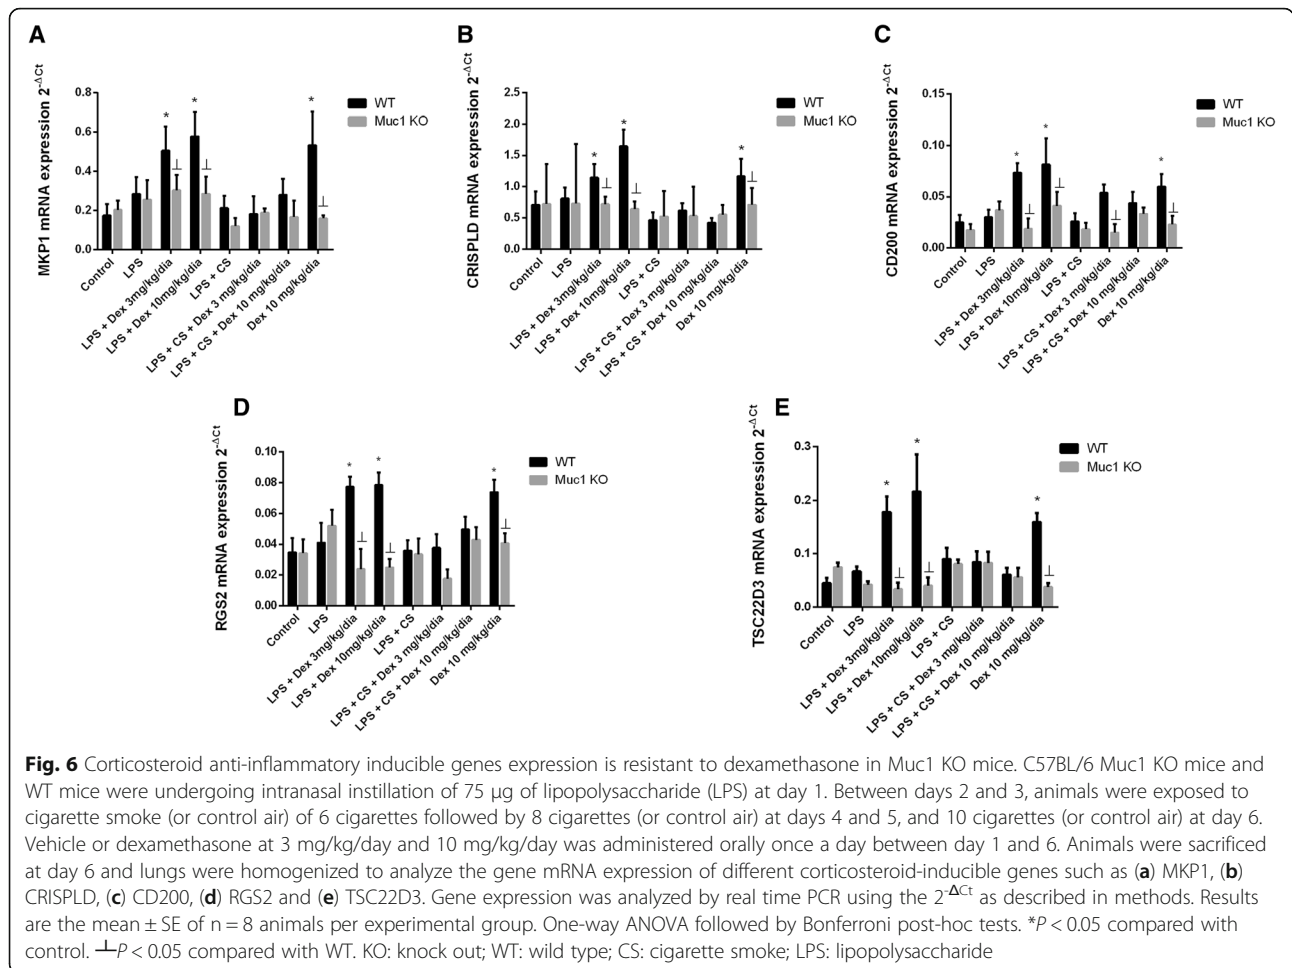 A
MKP1 mRNA expression 2^-ΔCt
0.8
0.6
0.4
0.2
0.0
* * *
⊥ ⊥ ⊥
WT
Muc1 KO
Control
LPS
LPS + Dex 3mg/kg/dia
LPS + Dex 10mg/kg/dia
LPS + CS
LPS + CS + Dex 3 mg/kg/dia
LPS + CS + Dex 10 mg/kg/dia
Dex 10 mg/kg/dia
B
CRISPLD mRNA expression 2^-ΔCt
2.5
2.0
1.5
1.0
0.5
0.0
* * *
⊥ ⊥ ⊥
WT
Muc1 KO
Control
LPS
LPS + Dex 3mg/kg/dia
LPS + Dex 10mg/kg/dia
LPS + CS
LPS + CS + Dex 3 mg/kg/dia
LPS + CS + Dex 10 mg/kg/dia
Dex 10 mg/kg/dia
C
CD200 mRNA expression 2^-ΔCt
0.15
0.10
0.05
0.00
* * *
⊥ ⊥ ⊥ ⊥
WT
Muc1 KO
Control
LPS
LPS + Dex 3mg/kg/dia
LPS + Dex 10mg/kg/dia
LPS + CS
LPS + CS + Dex 3 mg/kg/dia
LPS + CS + Dex 10 mg/kg/dia
Dex 10 mg/kg/dia
D
RGS2 mRNA expression 2^-ΔCt
0.10
0.08
0.06
0.04
0.02
0.00
* * *
⊥ ⊥ ⊥
WT
Muc1 KO
Control
LPS
LPS + Dex 3mg/kg/dia
LPS + Dex 10mg/kg/dia
LPS + CS
LPS + CS + Dex 3 mg/kg/dia
LPS + CS + Dex 10 mg/kg/dia
Dex 10 mg/kg/dia
E
TSC22D3 mRNA expression 2^-ΔCt
0.3
0.2
0.1
0.0
* * *
⊥ ⊥ ⊥
WT
Muc1 KO
Control
LPS
LPS + Dex 3mg/kg/dia
LPS + Dex 10mg/kg/dia
LPS + CS
LPS + CS + Dex 3 mg/kg/dia
LPS + CS + Dex 10 mg/kg/dia
Dex 10 mg/kg/dia
Fig. 6 Corticosteroid anti-inflammatory inducible genes expression is resistant to dexamethasone in Muc1 KO mice. C57BL/6 Muc1 KO mice and
WT mice were undergoing intranasal instillation of 75 μg of lipopolysaccharide (LPS) at day 1. Between days 2 and 3, animals were exposed to
cigarette smoke (or control air) of 6 cigarettes followed by 8 cigarettes (or control air) at days 4 and 5, and 10 cigarettes (or control air) at day 6.
Vehicle or dexamethasone at 3 mg/kg/day and 10 mg/kg/day was administered orally once a day between day 1 and 6. Animals were sacrificed
at day 6 and lungs were homogenized to analyze the gene mRNA expression of different corticosteroid-inducible genes such as (a) MKP1, (b)
CRISPLD, (c) CD200, (d) RGS2 and (e) TSC22D3. Gene expression was analyzed by real time PCR using the 2^-ΔCt as described in methods. Results
are the mean ± SE of n = 8 animals per experimental group. One-way ANOVA followed by Bonferroni post-hoc tests. *P < 0.05 compared with
control. ⊥P < 0.05 compared with WT. KO: knock out; WT: wild type; CS: cigarette smoke; LPS: lipopolysaccharide